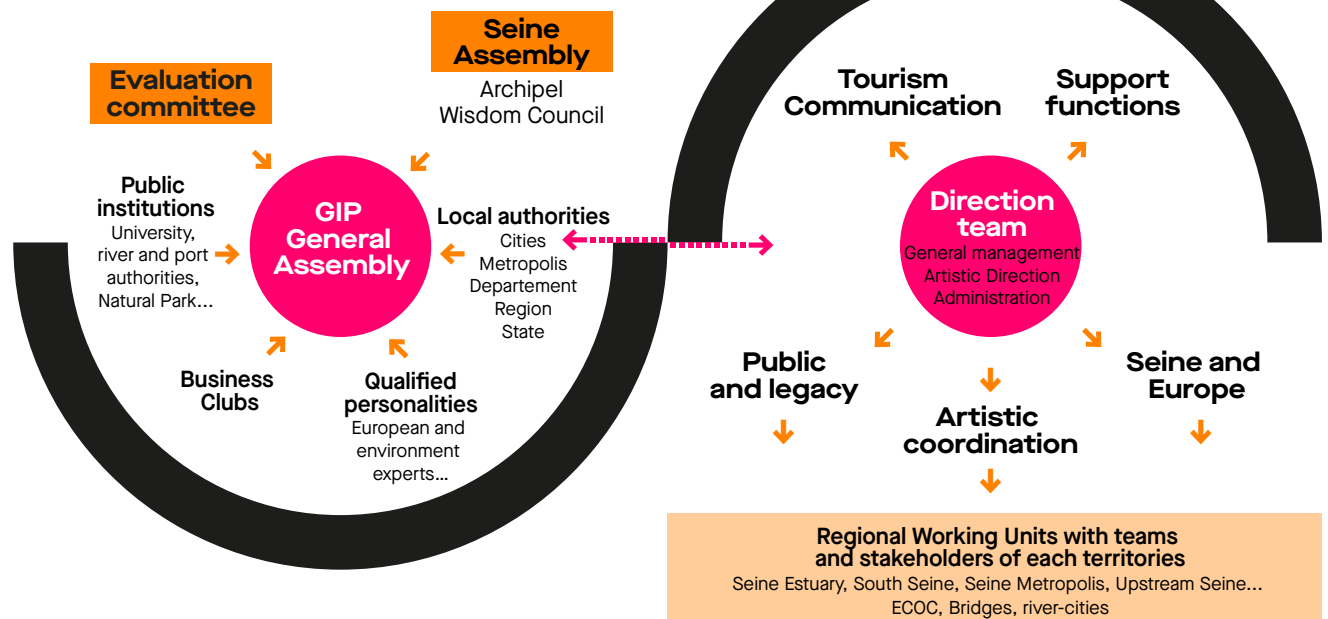 Evaluation
committee
Seine
Assembly
Archipel
Wisdom Council
Public
institutions
University,
river and port
authorities,
Natural Park...
GIP
General
Assembly
Local authorities
Cities
Metropolis
Departement
Region
State
Business
Clubs
Qualified
personalities
European and
environment
experts...
Tourism
Communication
Support
functions
Direction
team
General management
Artistic Direction
Administration
Public
and legacy
Artistic
coordination
Seine and
Europe
Regional Working Units with teams
and stakeholders of each territories
Seine Estuary, South Seine, Seine Metropolis, Upstream Seine...
ECOC, Bridges, river-cities